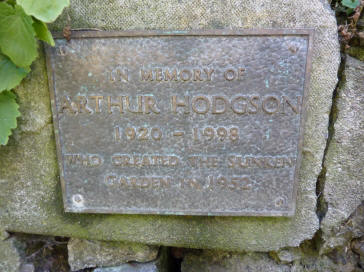 IN MEMORY OF
ARTHUR HODGSON
1920 - 1998
WHO CREATED THE SUNKEN
GARDEN IN 1952